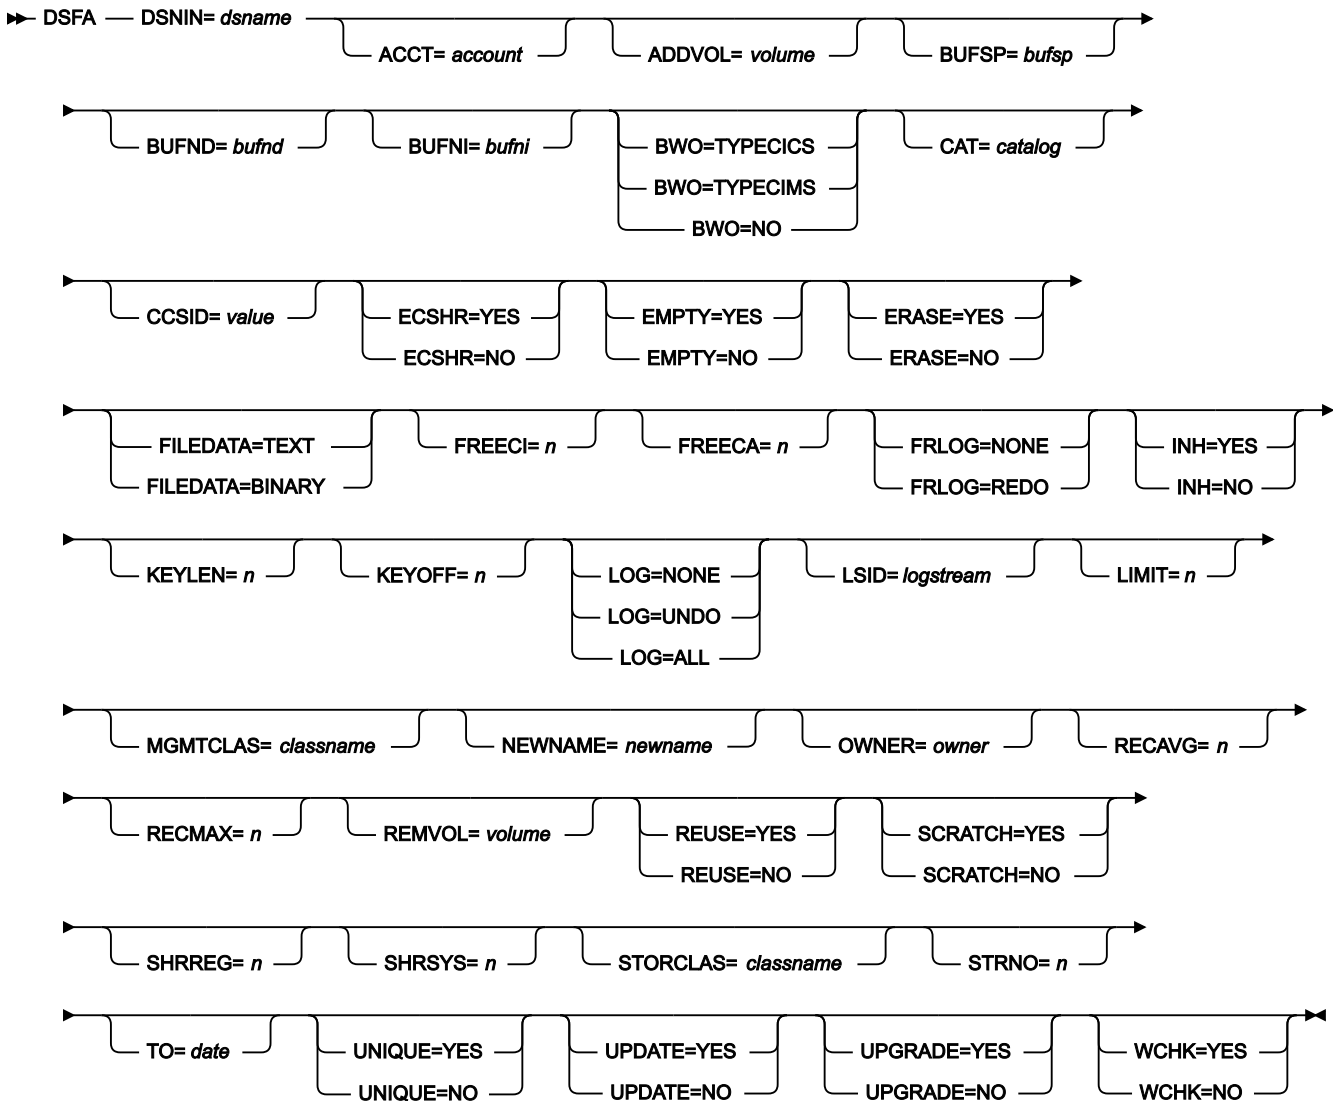 DSFA DSNIN= dsname
ACCT= account ADDVOL= volume BUFSP= bufsp
BUFND= bufnd BUFNI= bufni BWO=TYPECICS CAT= catalog
BWO=TYPECIMS
BWO=NO
CCSID= value ECSHR=YES EMPTY=YES ERASE=YES
ECSHR=NO EMPTY=NO ERASE=NO
FILEDATA=TEXT FREECI= n FREECA= n FRLOG=NONE INH=YES
FILEDATA=BINARY FRLOG=REDO INH=NO
KEYLEN= n KEYOFF= n LOG=NONE LSID= logstream LIMIT= n
LOG=UNDO
LOG=ALL
MGMTCLAS= classname NEWNAME= newname OWNER= owner RECAVG= n
RECMAX= n REMVOL= volume REUSE=YES SCRATCH=YES
REUSE=NO SCRATCH=NO
SHRREG= n SHRSYS= n STORCLAS= classname STRNO= n
TO= date UNIQUE=YES UPDATE=YES UPGRADE=YES WCHK=YES
UNIQUE=NO UPDATE=NO UPGRADE=NO WCHK=NO